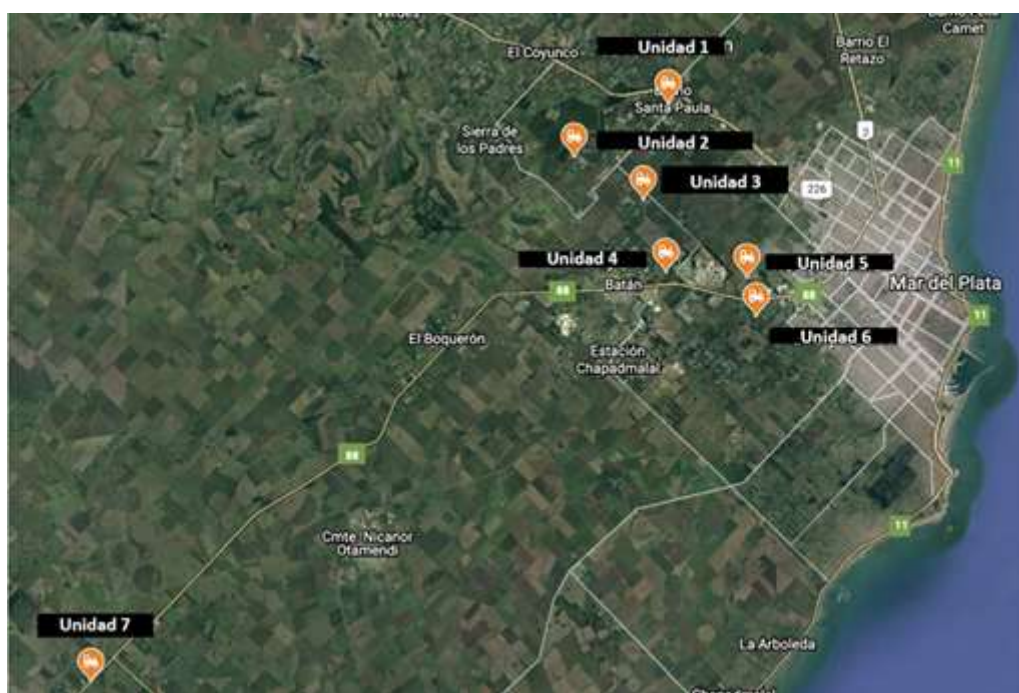 Camet
El Coyunco
Unidad 1
Barrio El
Retazo
Santa Paula
Sierra de
los Padres
Unidad 2
2
11
Unidad 3
226
Unidad 4
Unidad 5
Batán
88
88
Mar del Plata
11
El Boquerón
Unidad 6
Estación
Chapadmalal
88
11
Cmte. Nicanor
Otamendi
Unidad 7
La Arboleda